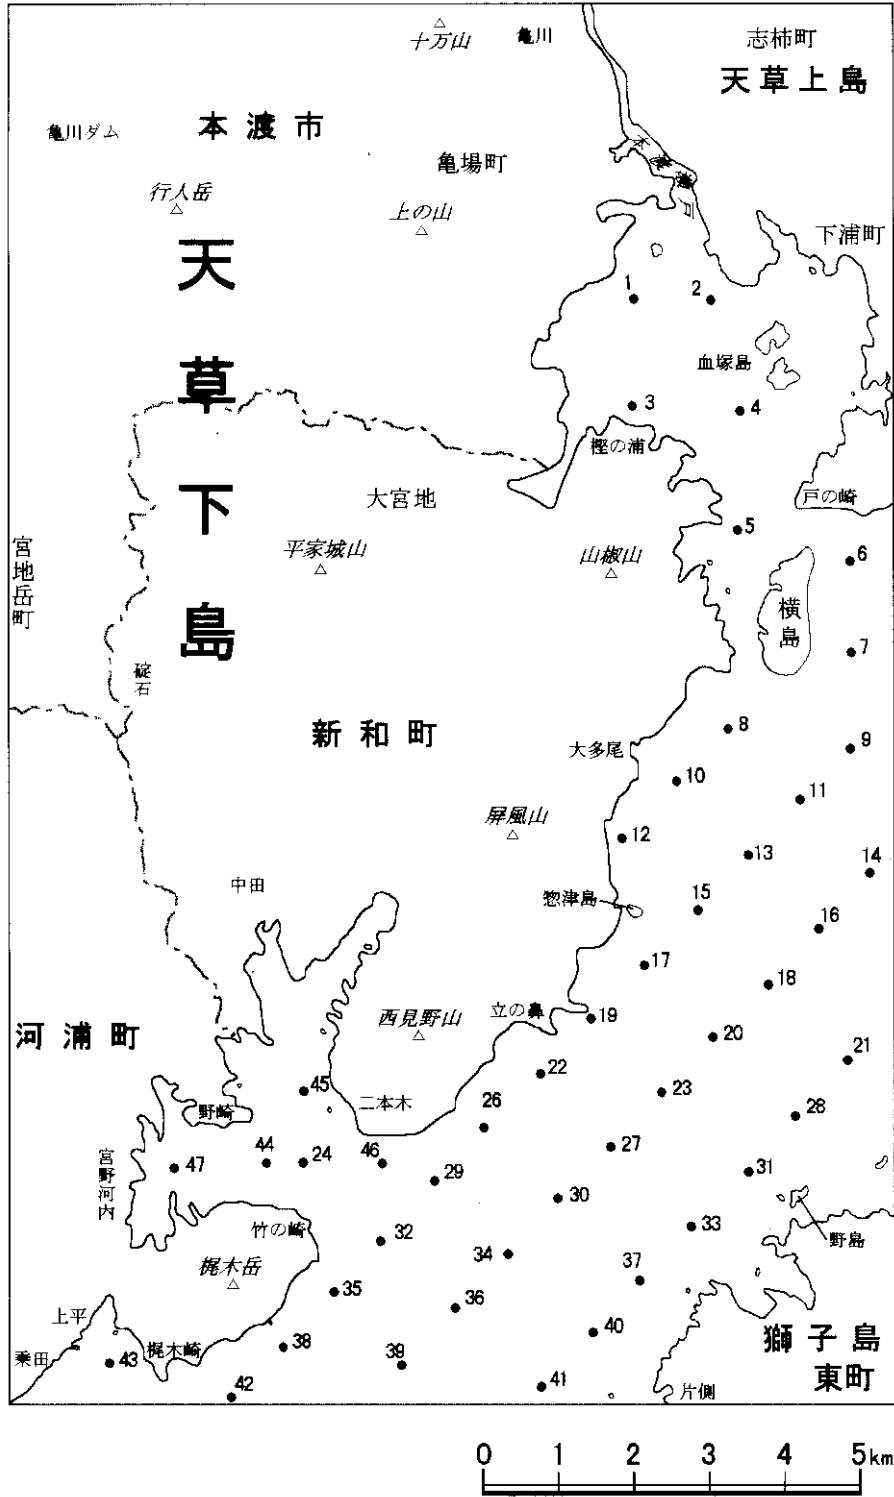 十万山
亀川
志柿町
天草上島
亀川ダム
本渡市
亀場町
本渡瀬戸
行人岳
上の山
下浦町
天草下島
1
2
血塚島
3
4
樫の浦
大宮地
戸の崎
5
平家城山
山椒山
6
宮地岳町
横島
7
碇石
新和町
大多尾
8
9
10
11
屏風山
12
13
14
中田
惣津島
15
16
17
18
河浦町
西見野山
立の鼻
19
20
21
22
45
二本木
26
23
28
野崎
宮野河内
47
44
24
46
29
27
31
30
竹の崎
32
34
33
野島
梶木岳
35
36
37
上平
乗田
43
梶木崎
38
39
40
獅子島
東町
42
41
片側
0 1 2 3 4 5km